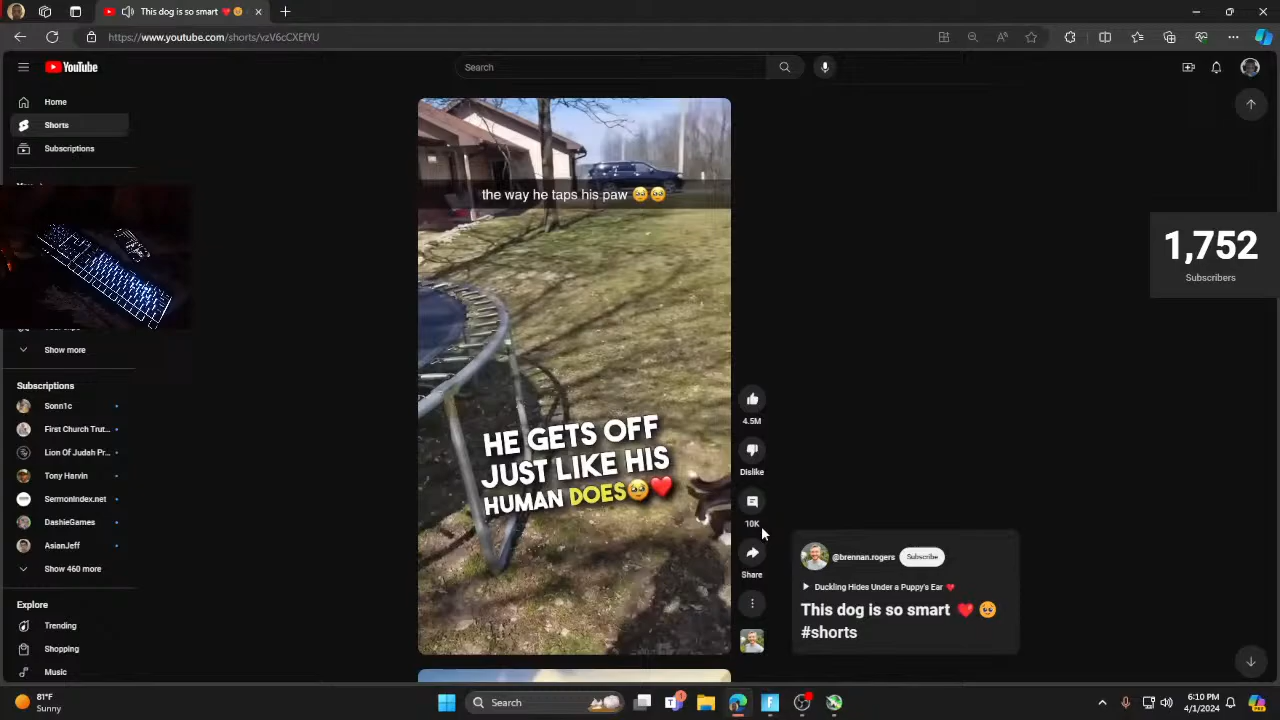 This dog is so smart ❤️🥺
https://www.youtube.com/shorts/vzV6cCXEfYU
YouTube
Search
Home
Shorts
Subscriptions
the way he taps his paw 🥺🥺
1,752
Subscribers
Show more
Subscriptions
Sonn1c
First Church Trut...
Lion Of Judah Pr...
Tony Harvin
SermonIndex.net
DashieGames
AsianJeff
Show 460 more
HE GETS OFF
JUST LIKE HIS
HUMAN DOES🥺❤️
4.5M
Dislike
10K
Share
@brennan.rogers Subscribe
Duckling Hides Under a Puppy's Ear ❤️
This dog is so smart ❤️🥺
#shorts
Explore
Trending
Shopping
Music
81°F
Sunny
Search
1
6:10 PM
4/1/2024